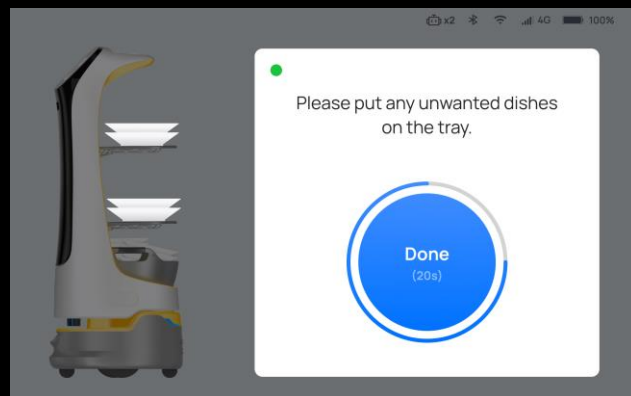 x2 4G 100%
Please put any unwanted dishes
on the tray.
Done
(20s)